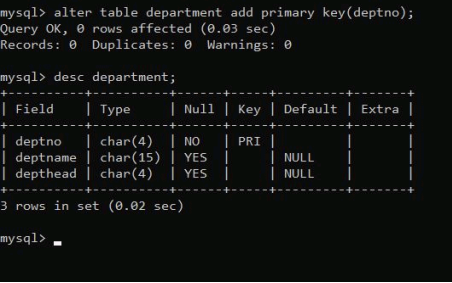 mysql> alter table department add primary key(deptno);
Query OK, 0 rows affected (0.03 sec)
Records: 0  Duplicates: 0  Warnings: 0
mysql> desc department;
+----------+----------+------+-----+---------+-------+
| Field    | Type     | Null | Key | Default | Extra |
+----------+----------+------+-----+---------+-------+
| deptno   | char(4)  | NO   | PRI |         |       |
| deptname | char(15) | YES  |     | NULL    |       |
| depthead | char(4)  | YES  |     | NULL    |       |
+----------+----------+------+-----+---------+-------+
3 rows in set (0.02 sec)
mysql>